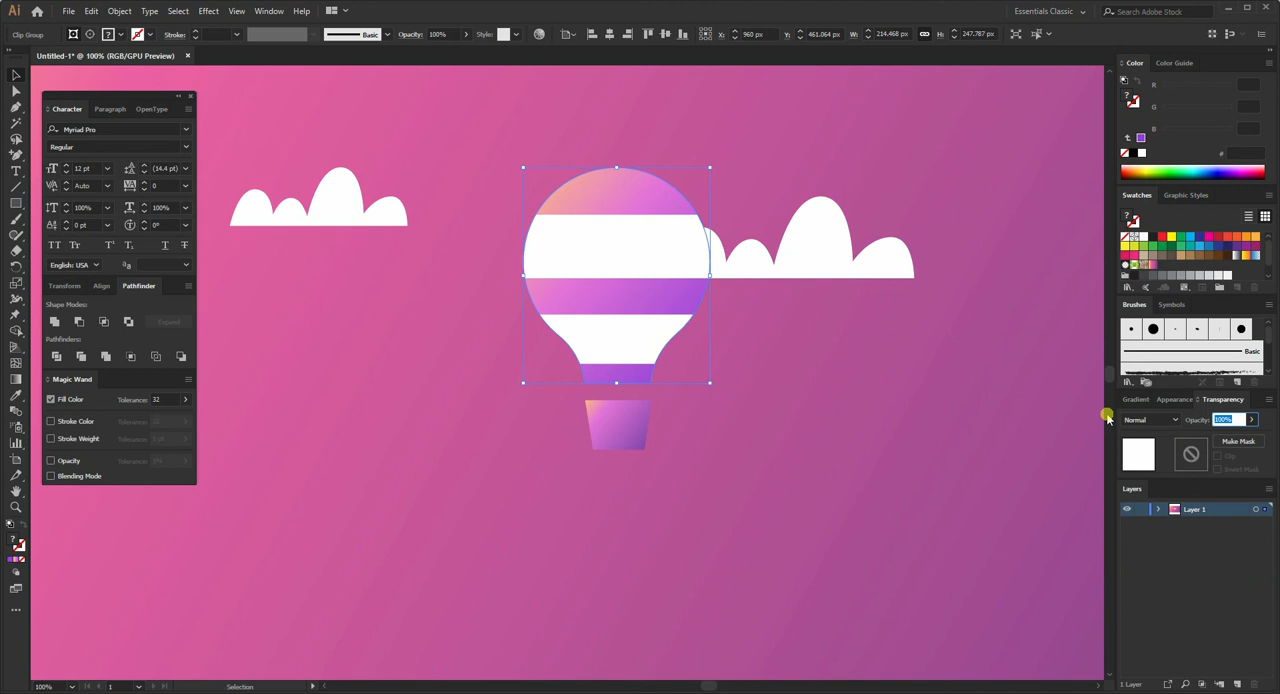 Ai File Edit Object Type Select Effect View Window Help Essentials Classic Search Adobe Stock
Clip Group Stroke: Basic Opacity: 100% Style: X: 960 px Y: 461.064 px W: 214.468 px H: 247.787 px
Untitled-1* @ 100% (RGB/GPU Preview)
Character Paragraph OpenType
Myriad Pro
Regular
12 pt (14.4 pt)
Auto 0
100% 100%
0 pt 0°
English: USA
Transform Align Pathfinder
Shape Modes:
Expand
Pathfinders:
Magic Wand
Fill Color Tolerance: 32
Stroke Color Tolerance:
Stroke Weight Tolerance:
Opacity Tolerance:
Blending Mode
Color Color Guide
R
G
B
#
Swatches Graphic Styles
Brushes Symbols
Basic
Gradient Appearance Transparency
Normal Opacity: 100%
Make Mask
Clip
Invert Mask
Layers
Layer 1
1 Layer
100% 1 Selection